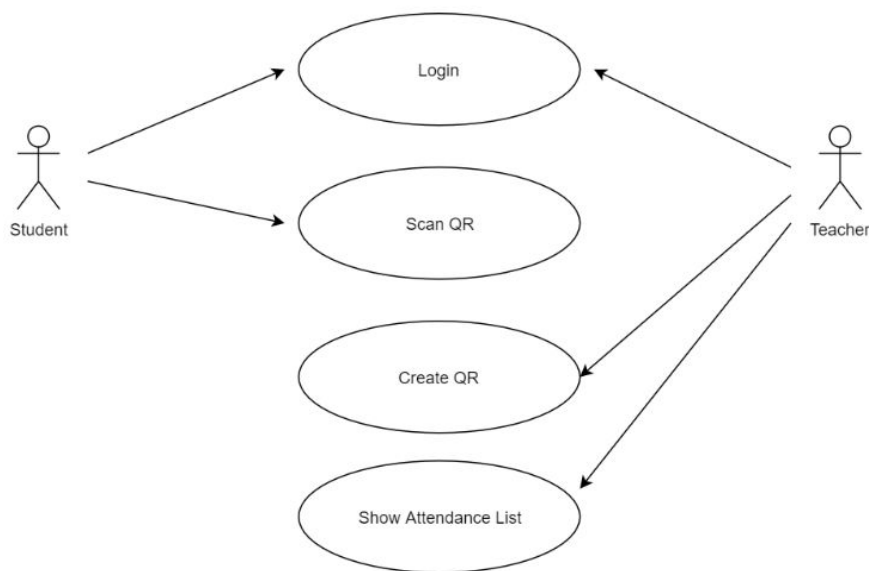 Login
Scan QR
Student
Teacher
Create QR
Show Attendance List